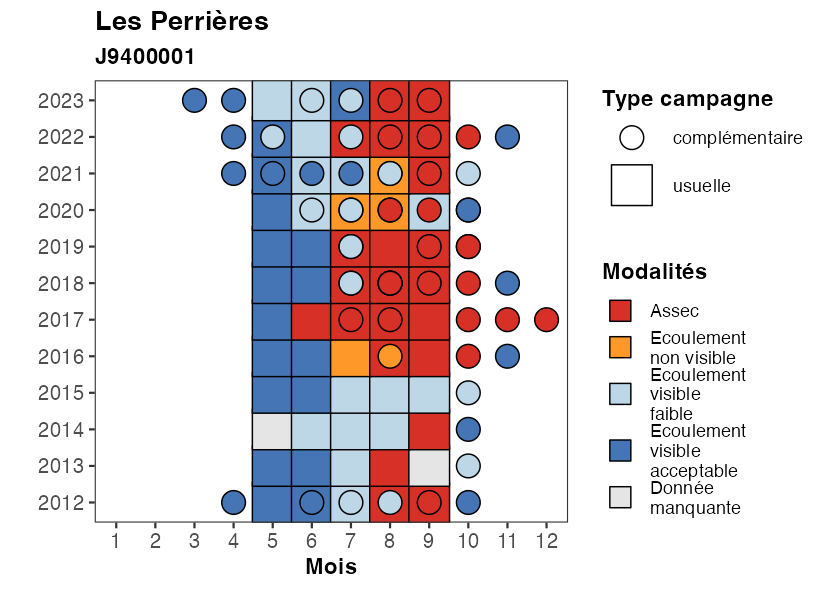 Les Perrières
J9400001
2023
2022
2021
2020
2019
2018
2017
2016
2015
2014
2013
2012
1 2 3 4 5 6 7 8 9 10 11 12
Mois
Type campagne
complémentaire
usuelle
Modalités
Assec
Ecoulement
non visible
Ecoulement
visible
faible
Ecoulement
visible
acceptable
Donnée
manquante